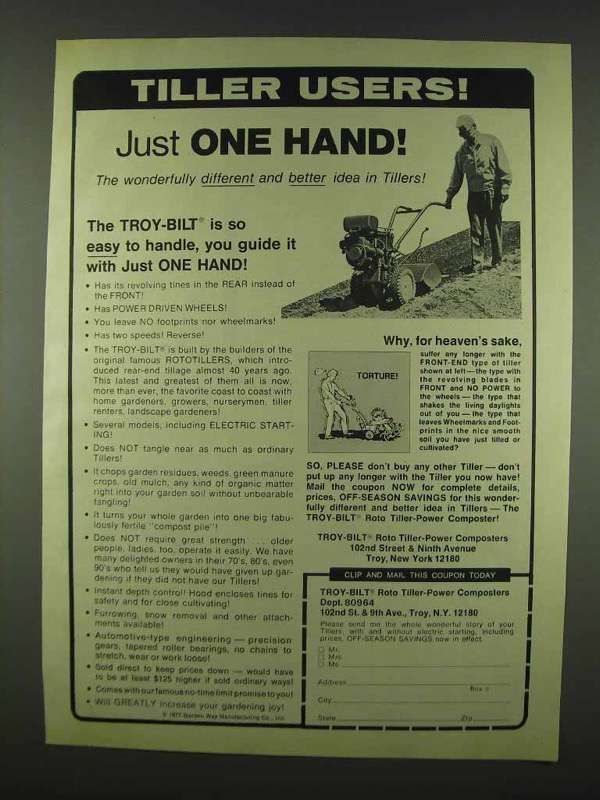 TILLER USERS!
Just ONE HAND!
The wonderfully different and better idea in Tillers!
The TROY-BILT® is so
easy to handle, you guide it
with Just ONE HAND!
• Has its revolving tines in the REAR instead of
the FRONT!
• Has POWER DRIVEN WHEELS!
• You leave NO footprints nor wheelmarks!
• Has two speeds! Reverse!
• The TROY-BILT® is built by the builders of the
original famous ROTOTILLERS, which intro-
duced rear-end tillage almost 40 years ago.
This latest and greatest of them all is now,
more than ever, the favorite coast to coast with
home gardeners, growers, nurserymen, tiller
renters, landscape gardeners!
• Several models, including ELECTRIC START-
ING!
• Does NOT tangle near as much as ordinary
Tillers!
• It chops garden residues, weeds, green manure
crops, old mulch, any kind of organic matter
right into your garden soil without unbearable
tangling!
• It turns your whole garden into one big fabu-
lously fertile "compost pile"!
• Does NOT require great strength . . . older
people, ladies, too, operate it easily. We have
many delighted owners in their 70's, 80's, even
90's who tell us they would have given up gar-
dening if they did not have our Tillers!
• Instant depth control! Hood encloses tines for
safety and for close cultivating!
• Furrowing, snow removal and other attach-
ments available!
• Automotive-type engineering — precision
gears, tapered roller bearings, no chains to
stretch, wear or work loose!
• Sold direct to keep prices down — would have
to be at least $125 higher if sold ordinary ways!
• Comes with our famous no-time limit promise to you!
• Will GREATLY increase your gardening joy!
© 1977 Garden Way Manufacturing Co., Inc.
Why, for heaven's sake,
TORTURE!
suffer any longer with the
FRONT-END type of tiller
shown at left — the type with
the revolving blades in
FRONT and NO POWER to
the wheels — the type that
shakes the living daylights
out of you — the type that
leaves Wheelmarks and Foot-
prints in the nice smooth
soil you have just tilled or
cultivated?
SO, PLEASE don't buy any other Tiller — don't
put up any longer with the Tiller you now have!
Mail the coupon NOW for complete details,
prices, OFF-SEASON SAVINGS for this wonder-
fully different and better idea in Tillers — The
TROY-BILT® Roto Tiller-Power Composter!
TROY-BILT® Roto Tiller-Power Composters
102nd Street & Ninth Avenue
Troy, New York 12180
CLIP AND MAIL THIS COUPON TODAY
TROY-BILT® Roto Tiller-Power Composters
Dept. 80964
102nd St. & 9th Ave., Troy, N.Y. 12180
Please send me the whole wonderful story of your
Tillers, with and without electric starting, including
prices, OFF-SEASON SAVINGS now in effect.
Mr.
Mrs.
Ms.
Address
City
State Zip